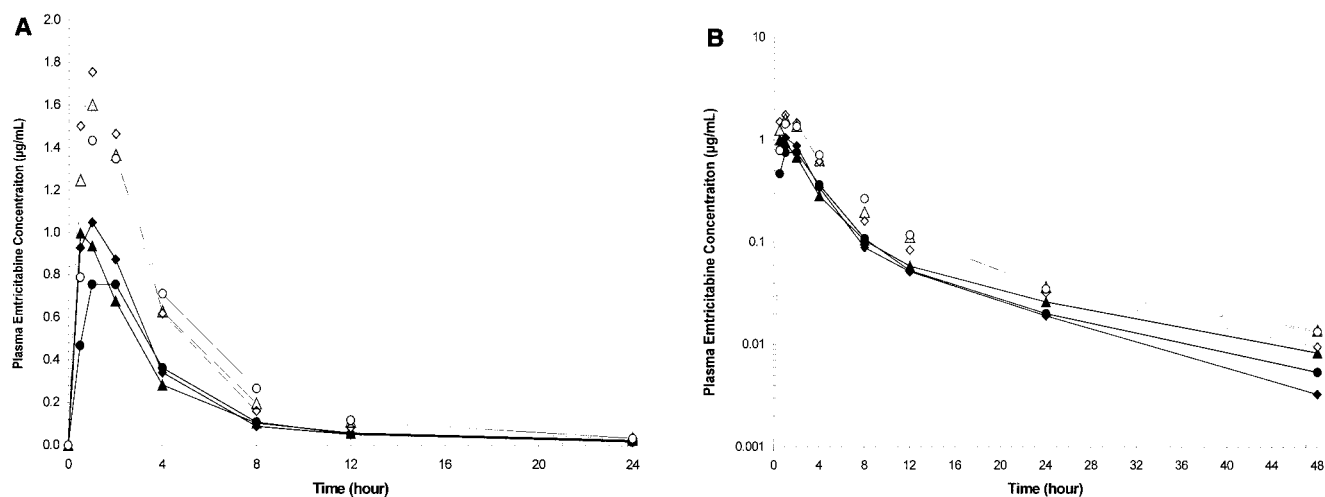 A
Plasma Emtricitabine Concentraiton (µg/mL)
2.0
1.8
1.6
1.4
1.2
1.0
0.8
0.6
0.4
0.2
0.0
0 4 8 12 16 20 24
Time (hour)
B
Plasma Emtricitabine Concentraiton (µg/mL)
10
1
0.1
0.01
0.001
0 4 8 12 16 20 24 28 32 36 40 44 48
Time (hour)